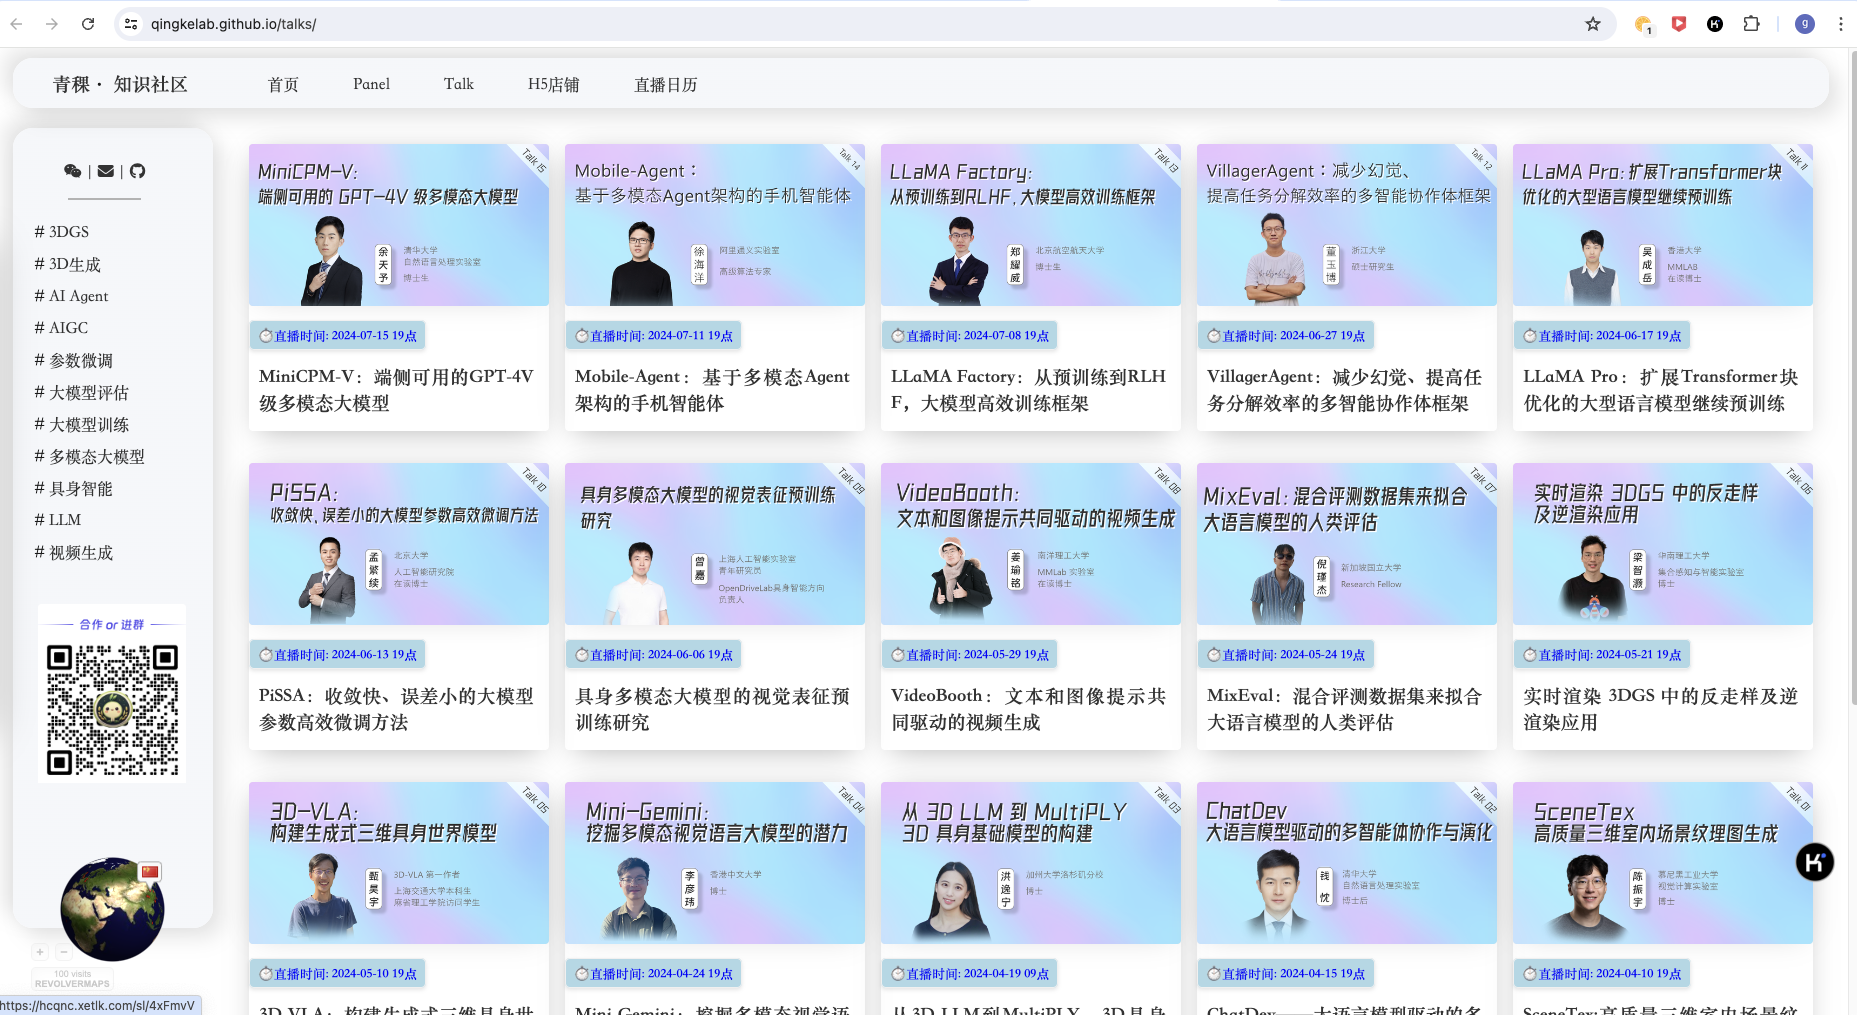 qingkelab.github.io/talks/
1
g
青稞· 知识社区
首页
Panel
Talk
H5店铺
直播日历
| |
# 3DGS
# 3D生成
# AI Agent
# AIGC
# 参数微调
# 大模型评估
# 大模型训练
# 多模态大模型
# 具身智能
# LLM
# 视频生成
合作 or 进群
+
−
100 visits
REVOLVERMAPS
https://hcqnc.xetlk.com/sl/4xFmvV
Talk 15
MiniCPM-V:
端侧可用的 GPT-4V 级多模态大模型
余天予
清华大学
自然语言处理实验室
博士生
直播时间: 2024-07-15 19点
MiniCPM-V：端侧可用的GPT-4V
级多模态大模型
Talk 14
Mobile-Agent：
基于多模态Agent架构的手机智能体
徐海洋
阿里通义实验室
高级算法专家
直播时间: 2024-07-11 19点
Mobile-Agent：基于多模态Agent
架构的手机智能体
Talk 13
LLaMA Factory:
从预训练到RLHF, 大模型高效训练框架
郑耀威
北京航空航天大学
博士生
直播时间: 2024-07-08 19点
LLaMA Factory：从预训练到RLH
F，大模型高效训练框架
Talk 12
VillagerAgent：减少幻觉、
提高任务分解效率的多智能协作体框架
董玉博
浙江大学
硕士研究生
直播时间: 2024-06-27 19点
VillagerAgent：减少幻觉、提高任
务分解效率的多智能协作体框架
Talk 11
LLaMA Pro: 扩展Transformer块
优化的大型语言模型继续预训练
吴成岳
香港大学
MMLAB
在读博士
直播时间: 2024-06-17 19点
LLaMA Pro：扩展Transformer块
优化的大型语言模型继续预训练
Talk 10
PiSSA:
收敛快, 误差小的大模型参数高效微调方法
孟繁续
北京大学
人工智能研究院
在读博士
直播时间: 2024-06-13 19点
PiSSA：收敛快、误差小的大模型
参数高效微调方法
Talk 09
具身多模态大模型的视觉表征预训练
研究
曾嘉
上海人工智能实验室
青年研究员
OpenDriveLab具身智能方向
负责人
直播时间: 2024-06-06 19点
具身多模态大模型的视觉表征预
训练研究
Talk 08
VideoBooth:
文本和图像提示共同驱动的视频生成
姜瑜铭
南洋理工大学
MMLab 实验室
在读博士
直播时间: 2024-05-29 19点
VideoBooth：文本和图像提示共
同驱动的视频生成
Talk 07
MixEval: 混合评测数据集来拟合
大语言模型的人类评估
倪瑾杰
新加坡国立大学
Research Fellow
直播时间: 2024-05-24 19点
MixEval：混合评测数据集来拟合
大语言模型的人类评估
Talk 06
实时渲染 3DGS 中的反走样
及逆渲染应用
梁智灏
华南理工大学
集合感知与智能实验室
博士
直播时间: 2024-05-21 19点
实时渲染 3DGS 中的反走样及逆
渲染应用
Talk 05
3D-VLA:
构建生成式三维具身世界模型
甄昊宇
3D-VLA 第一作者
上海交通大学本科生
麻省理工学院访问学生
直播时间: 2024-05-10 19点
3D-VLA：构建生成式三维具身世
Talk 04
Mini-Gemini:
挖掘多模态视觉语言大模型的潜力
李彦玮
香港中文大学
博士
直播时间: 2024-04-24 19点
Mini-Gemini：挖掘多模态视觉语
Talk 03
从 3D LLM 到 MultiPLY
3D 具身基础模型的构建
洪逸宁
加州大学洛杉矶分校
博士
直播时间: 2024-04-19 09点
从3D LLM到MultiPLY，3D具身
Talk 02
ChatDev
大语言模型驱动的多智能体协作与演化
钱忱
清华大学
自然语言处理实验室
博士后
直播时间: 2024-04-15 19点
ChatDev——大语言模型驱动的多
Talk 01
SceneTex
高质量三维室内场景纹理图生成
陈振宇
慕尼黑工业大学
视觉计算实验室
博士
直播时间: 2024-04-10 19点
SceneTex:高质量三维室内场景纹